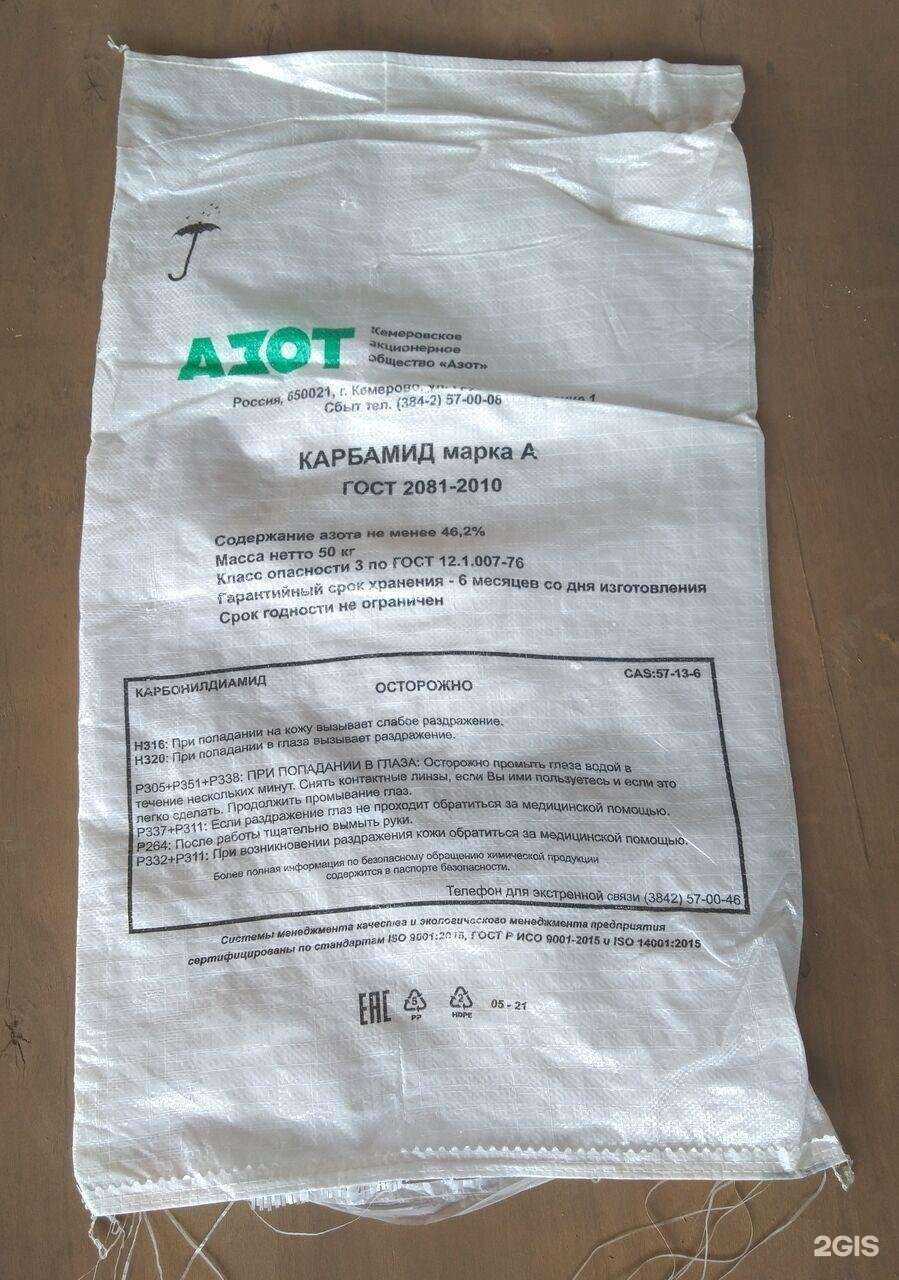 АЗОТ
Кемеровское
акционерное
общество «Азот»
Россия, 650021, г. Кемерово, 1
Сбыт тел. (384-2) 57-00-06
КАРБАМИД марка А
ГОСТ 2081-2010
Содержание азота не менее 46,2%
Масса нетто 50 кг
Класс опасности 3 по ГОСТ 12.1.007-76
Гарантийный срок хранения - 6 месяцев со дня изготовления
Срок годности не ограничен
КАРБОНИЛДИАМИД ОСТОРОЖНО CAS:57-13-6
H316: При попадании на кожу вызывает слабое раздражение.
H320: При попадании в глаза вызывает раздражение.
P305+P351+P338: ПРИ ПОПАДАНИИ В ГЛАЗА: Осторожно промыть глаза водой в
течение нескольких минут. Снять контактные линзы, если Вы ими пользуетесь и если это
легко сделать. Продолжить промывание глаз.
P337+P311: Если раздражение глаз не проходит обратиться за медицинской помощью.
P264: После работы тщательно вымыть руки.
P332+P311: При возникновении раздражения кожи обратиться за медицинской помощью.
Более полная информация по безопасному обращению химической продукции
содержится в паспорте безопасности.
Телефон для экстренной связи (3842) 57-00-46
Системы менеджмента качества и экологического менеджмента предприятия
сертифицированы по стандартам ISO 9001:2015, ГОСТ Р ИСО 9001-2015 и ISO 14001:2015
EAC 5 PP 2 HDPE 05 - 21
2GIS